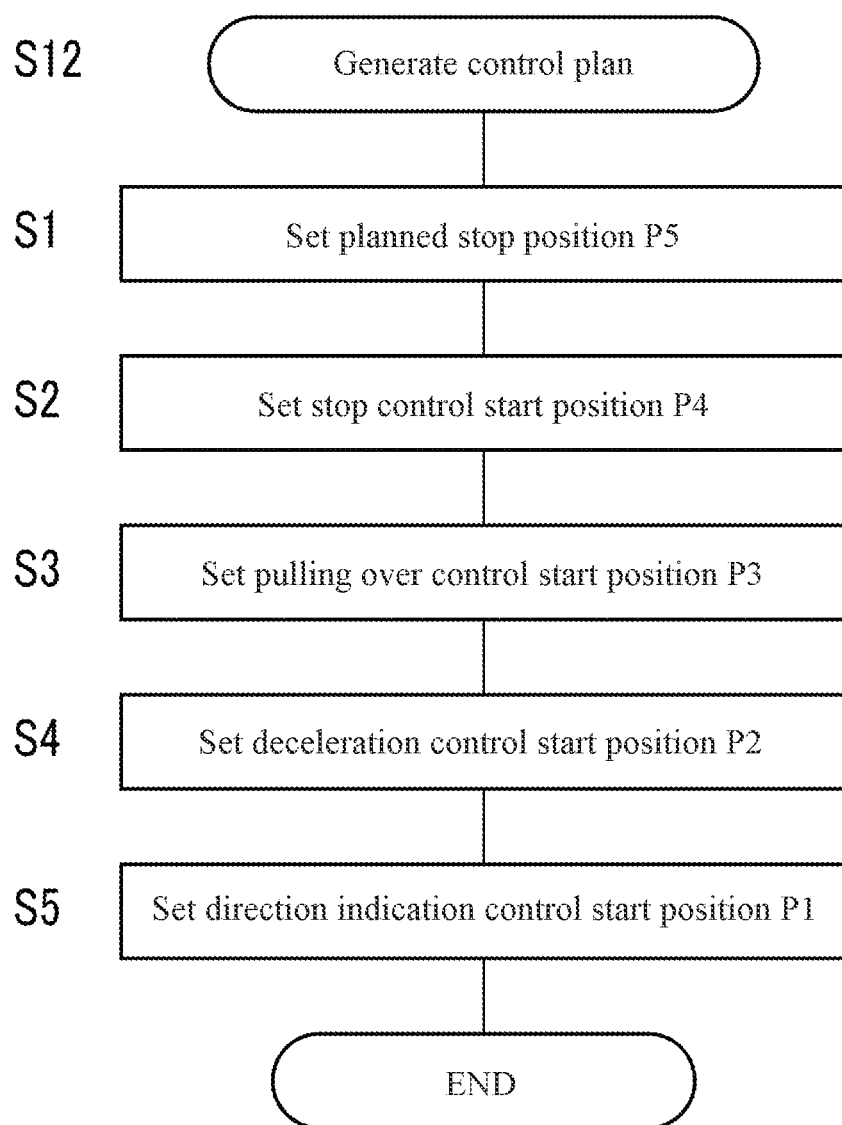 S12 Generate control plan
S1 Set planned stop position P5
S2 Set stop control start position P4
S3 Set pulling over control start position P3
S4 Set deceleration control start position P2
S5 Set direction indication control start position P1
END